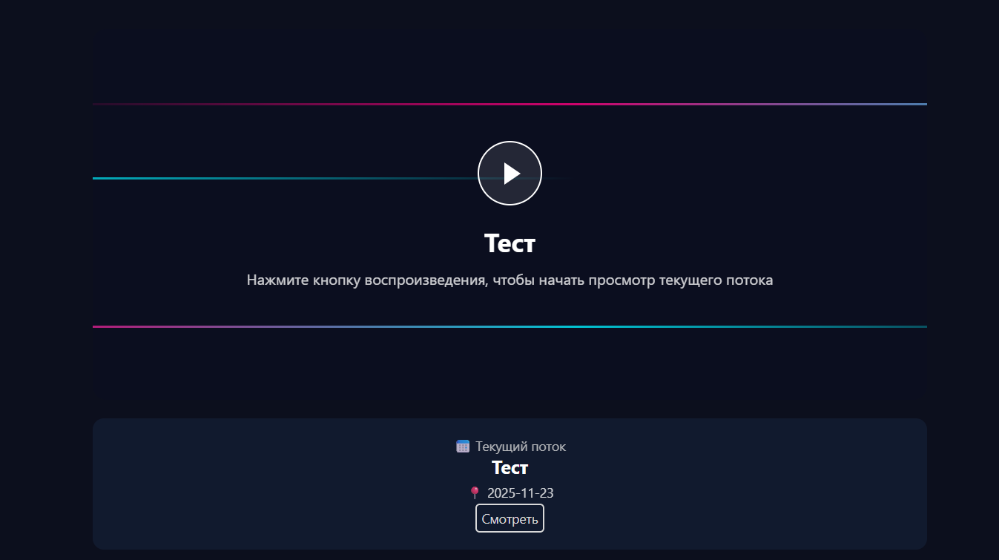 Тест
Нажмите кнопку воспроизведения, чтобы начать просмотр текущего потока
Текущий поток
Тест
2025-11-23
Смотреть